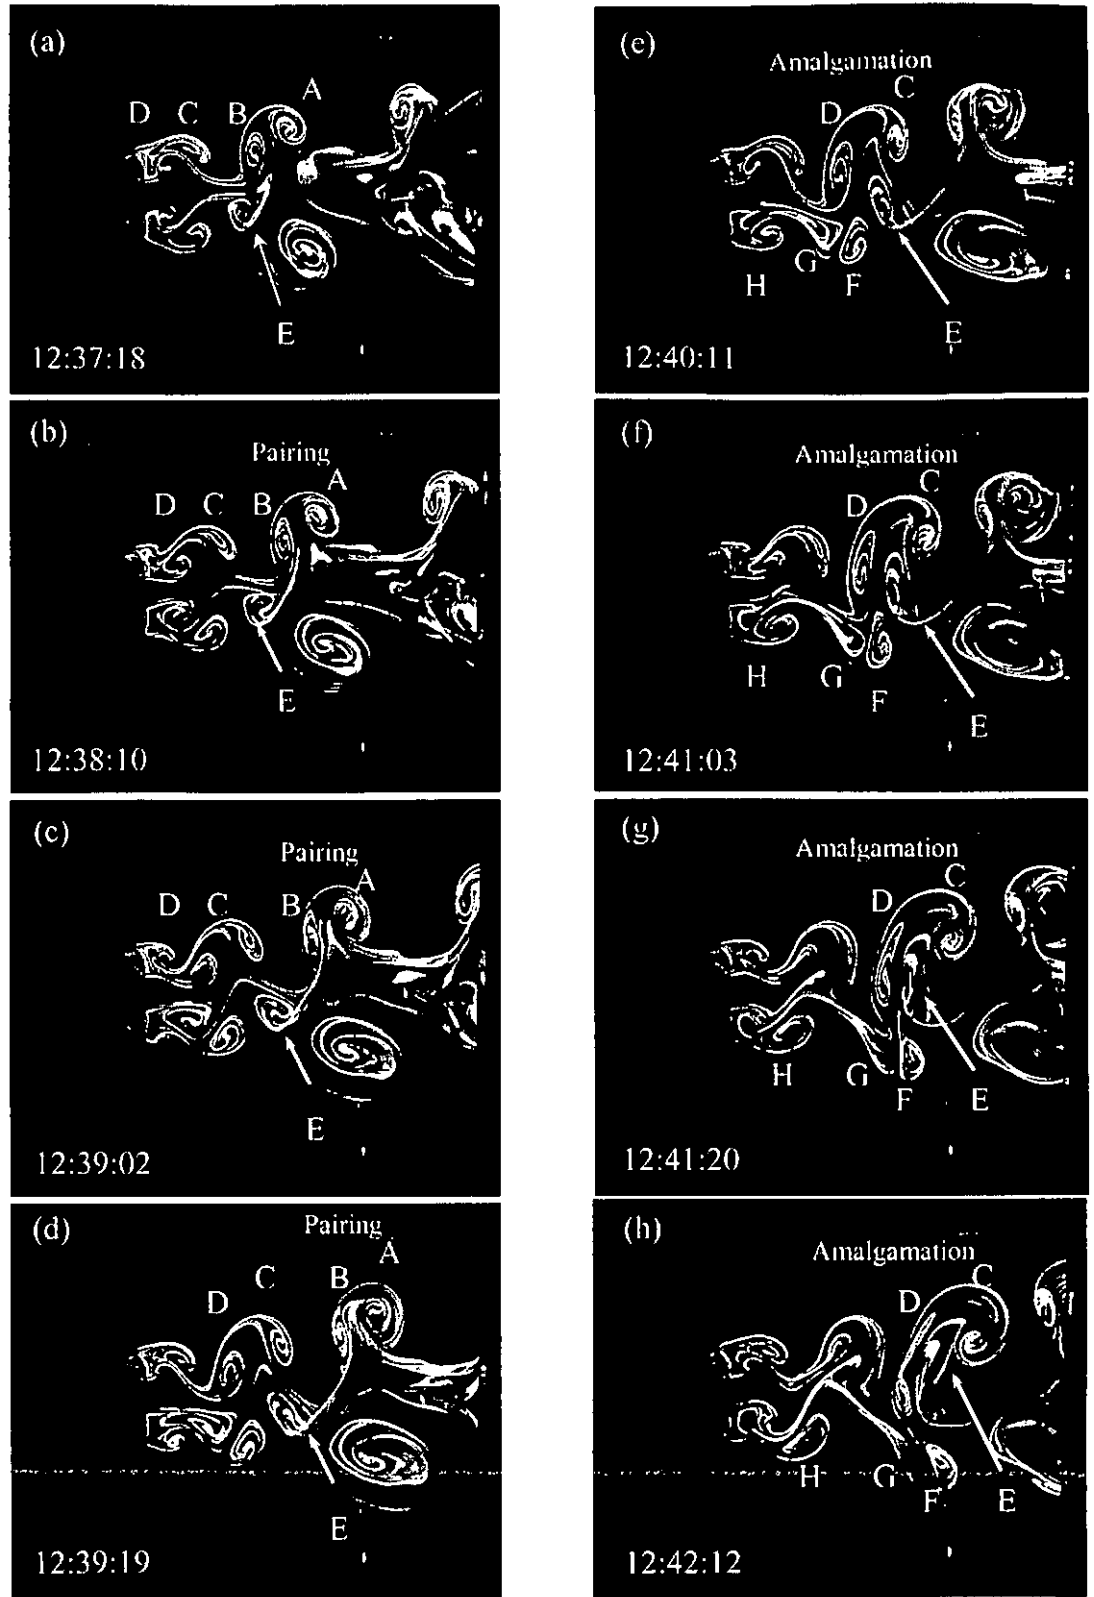 (a)
A
D C B
E
12:37:18
(b)
Pairing
A
D C B
E
12:38:10
(c)
Pairing
A
D C B
E
12:39:02
(d)
Pairing
A
C B
D
E
12:39:19
(e)
Amalgamation
C
D
H G F
E
12:40:11
(f)
Amalgamation
C
D
H G
F
E
12:41:03
(g)
Amalgamation
C
D
H G
F E
12:41:20
(h)
Amalgamation
C
D
H G
F E
12:42:12